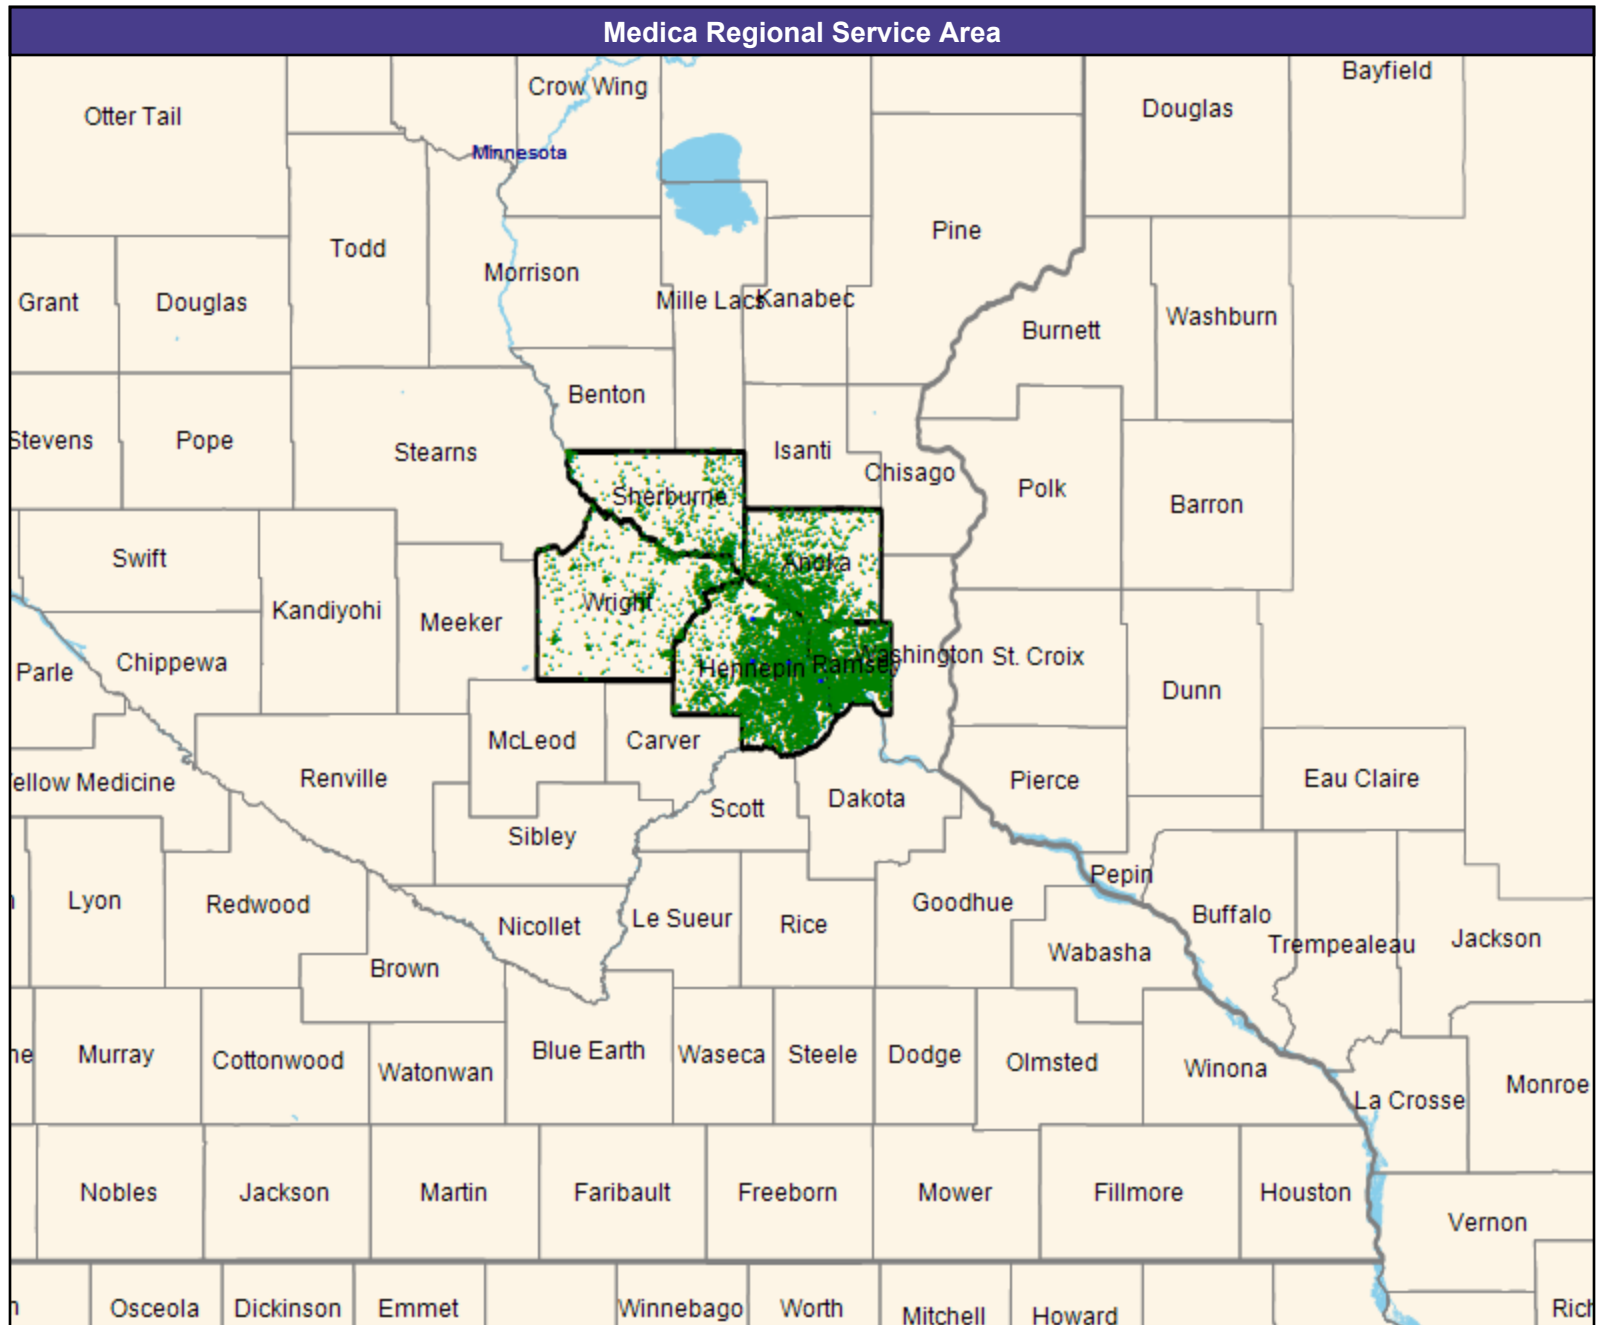 Medica Regional Service Area
Bayfield
Crow Wing
Douglas
Otter Tail
Minnesota
Pine
Todd
Morrison
Mille Lacs
Kanabec
Grant
Douglas
Washburn
Burnett
Benton
Stevens
Pope
Stearns
Isanti
Chisago
Polk
Barron
Sherburne
Swift
Anoka
Wright
Kandiyohi
Meeker
Chippewa
Parle
Hennepin
Ramsey
Washington
St. Croix
Dunn
McLeod
Carver
Renville
ellow Medicine
Pierce
Eau Claire
Dakota
Scott
Sibley
Pepin
Lyon
Redwood
Goodhue
Buffalo
Nicollet
Le Sueur
Rice
Trempealeau
Jackson
Wabasha
Brown
ne
Murray
Cottonwood
Watonwan
Blue Earth
Waseca
Steele
Dodge
Olmsted
Winona
Monroe
La Crosse
Nobles
Jackson
Martin
Faribault
Freeborn
Mower
Fillmore
Houston
Vernon
Osceola
Dickinson
Emmet
Winnebago
Worth
Mitchell
Howard
Rich